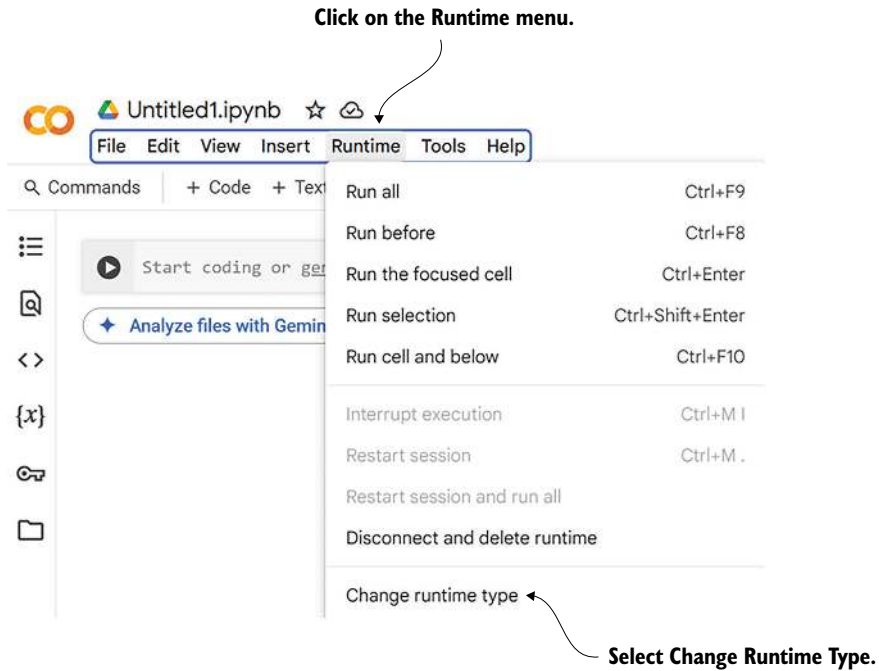 Click on the Runtime menu.
CO Untitled1.ipynb
File Edit View Insert Runtime Tools Help
Commands + Code + Text
Run all Ctrl+F9
Run before Ctrl+F8
Start coding or ge
Run the focused cell Ctrl+Enter
Run selection Ctrl+Shift+Enter
Analyze files with Gemin
Run cell and below Ctrl+F10
<>
{x}
Interrupt execution Ctrl+M I
Restart session Ctrl+M .
Restart session and run all
Disconnect and delete runtime
Change runtime type
Select Change Runtime Type.